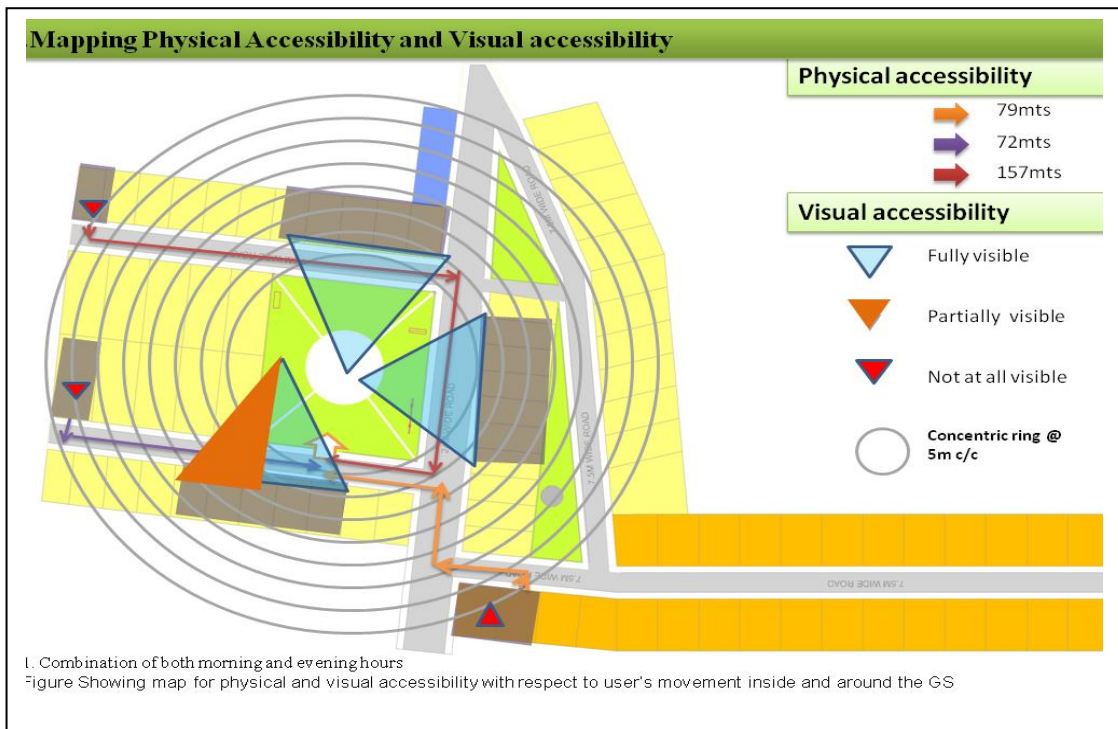 Mapping Physical Accessibility and Visual accessibility
Physical accessibility
79mts
72mts
157mts
Visual accessibility
Fully visible
Partially visible
Not at all visible
Concentric ring @
5m c/c
7.5M WIDE ROAD
WIDE ROAD
7.5M WIDE ROAD
7.5M WIDE ROAD
1. Combination of both morning and evening hours
Figure Showing map for physical and visual accessibility with respect to user's movement inside and around the GS